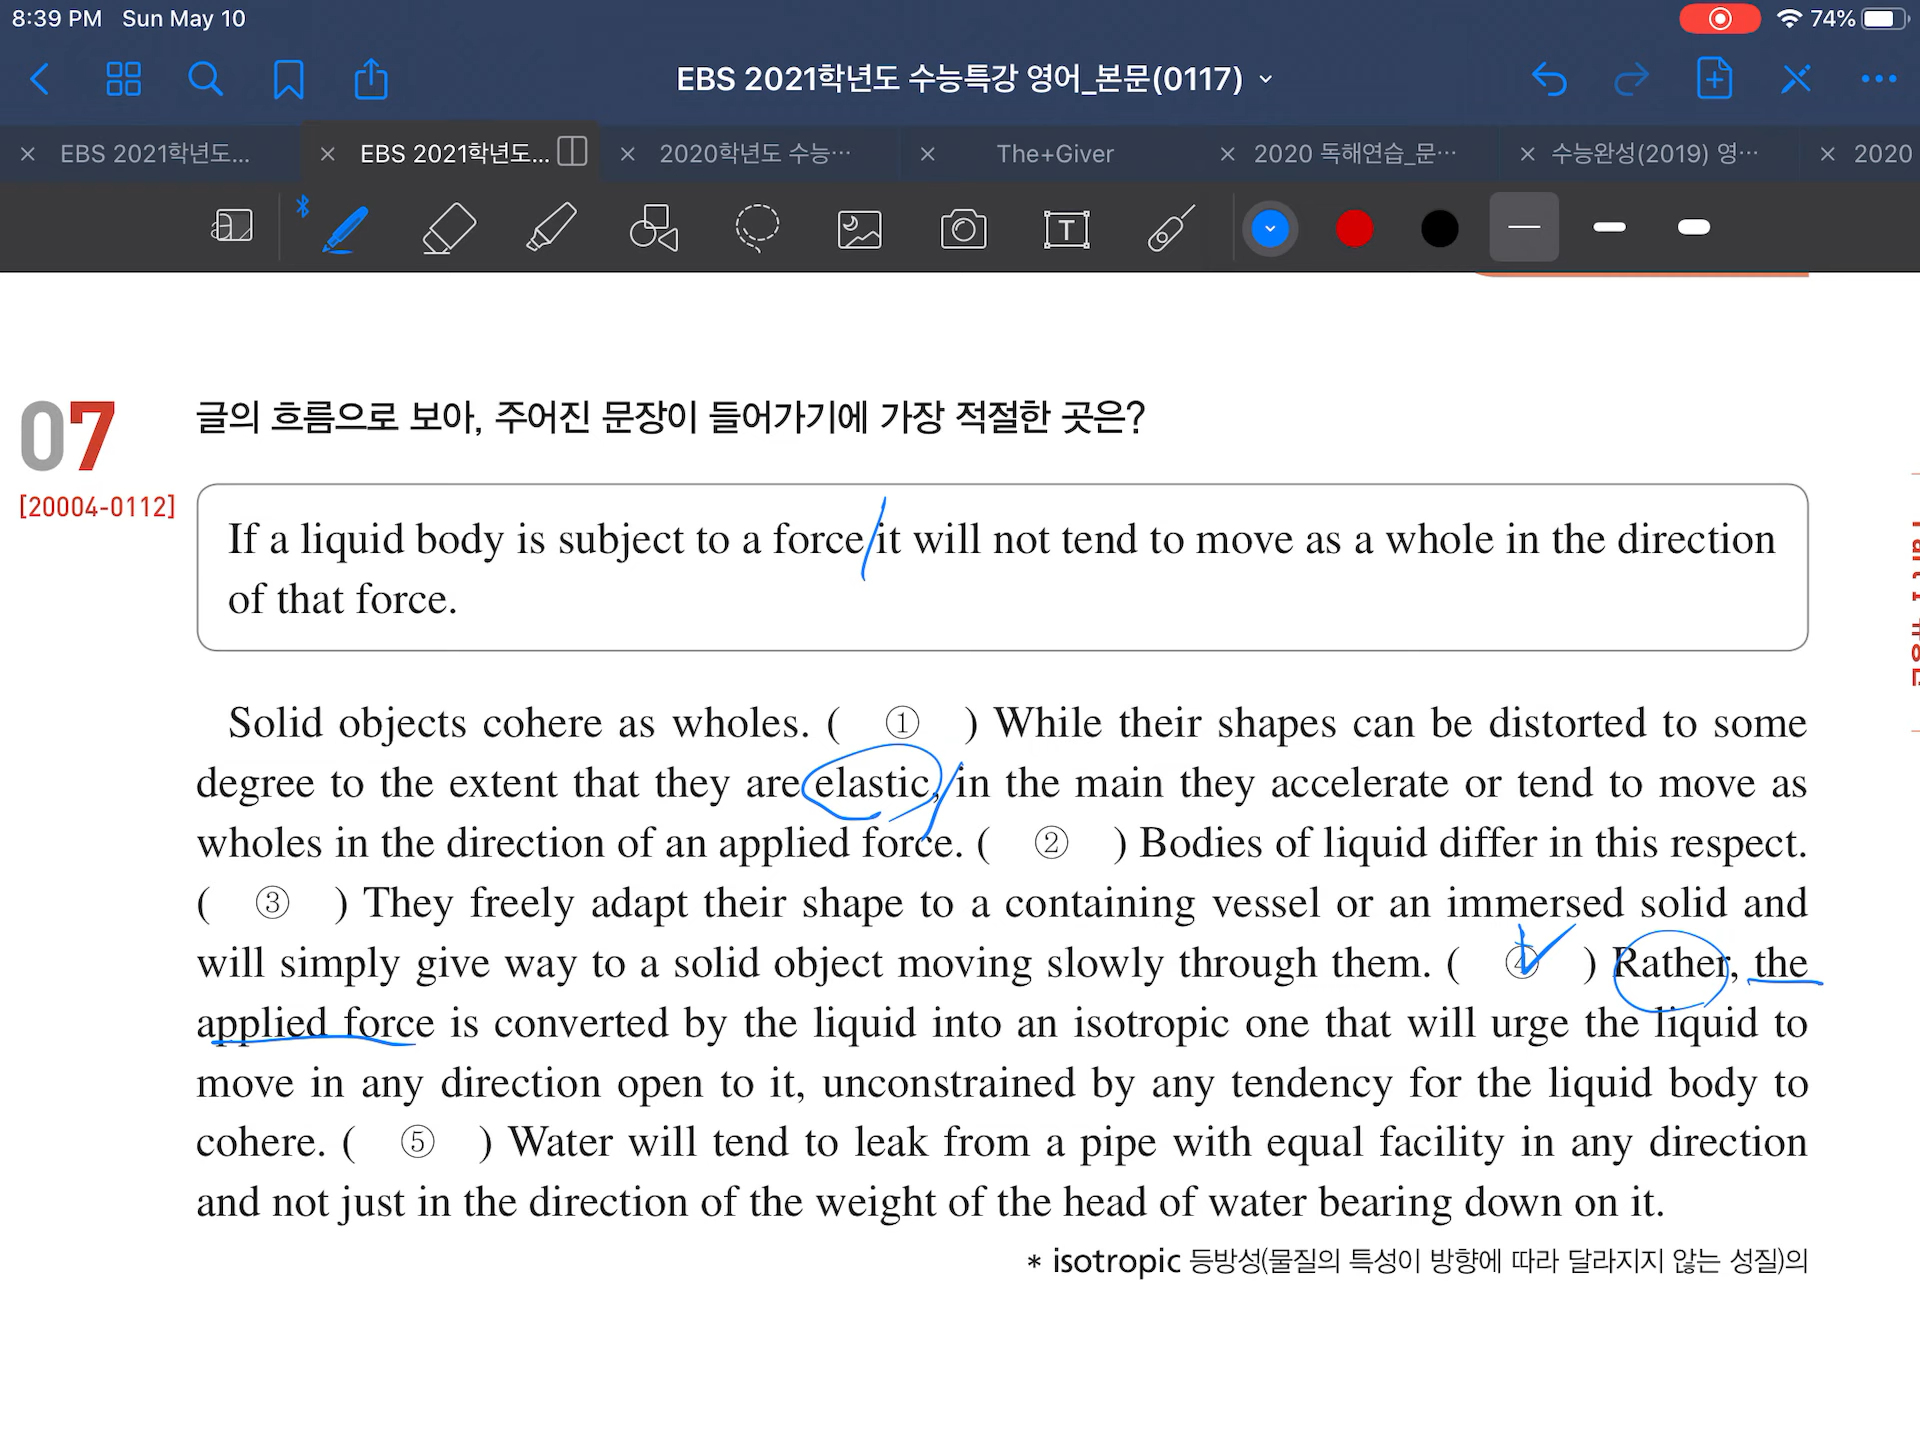 8:39 PM Sun May 10
74%
EBS 2021학년도 수능특강 영어_본문(0117)
EBS 2021학년도...
EBS 2021학년도...
2020학년도 수능…
The+Giver
2020 독해연습_문…
수능완성(2019) 영…
2020
07
글의 흐름으로 보아, 주어진 문장이 들어가기에 가장 적절한 곳은?
[20004-0112]
If a liquid body is subject to a force it will not tend to move as a whole in the direction
of that force.
Solid objects cohere as wholes. ( ① ) While their shapes can be distorted to some
degree to the extent that they are elastic, in the main they accelerate or tend to move as
wholes in the direction of an applied force. ( ② ) Bodies of liquid differ in this respect.
( ③ ) They freely adapt their shape to a containing vessel or an immersed solid and
will simply give way to a solid object moving slowly through them. ( ④ ) Rather, the
applied force is converted by the liquid into an isotropic one that will urge the liquid to
move in any direction open to it, unconstrained by any tendency for the liquid body to
cohere. ( ⑤ ) Water will tend to leak from a pipe with equal facility in any direction
and not just in the direction of the weight of the head of water bearing down on it.
* isotropic 등방성(물질의 특성이 방향에 따라 달라지지 않는 성질)의